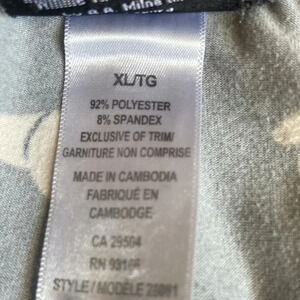 A. Milne
XL/TG
92% POLYESTER
8% SPANDEX
EXCLUSIVE OF TRIM/
GARNITURE NON COMPRISE
MADE IN CAMBODIA
FABRIQUÉ EN
CAMBODGE
CA 29504
RN
STYLE / MODÈLE